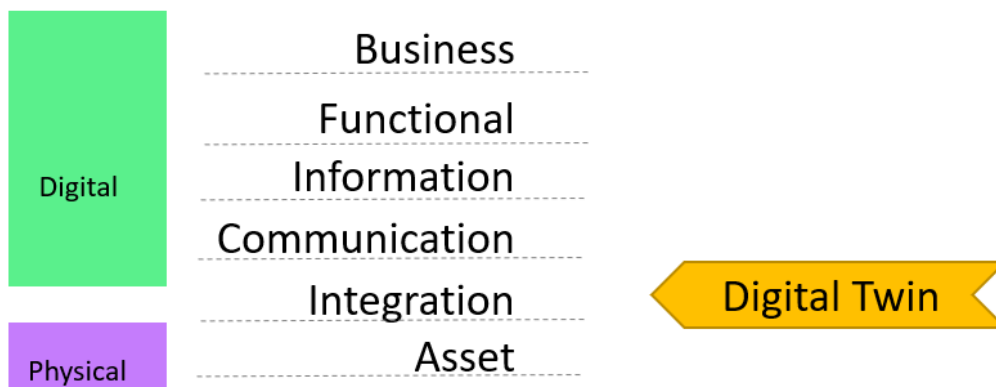 Business
Functional
Digital
Information
Communication
Integration
Digital Twin
Asset
Physical